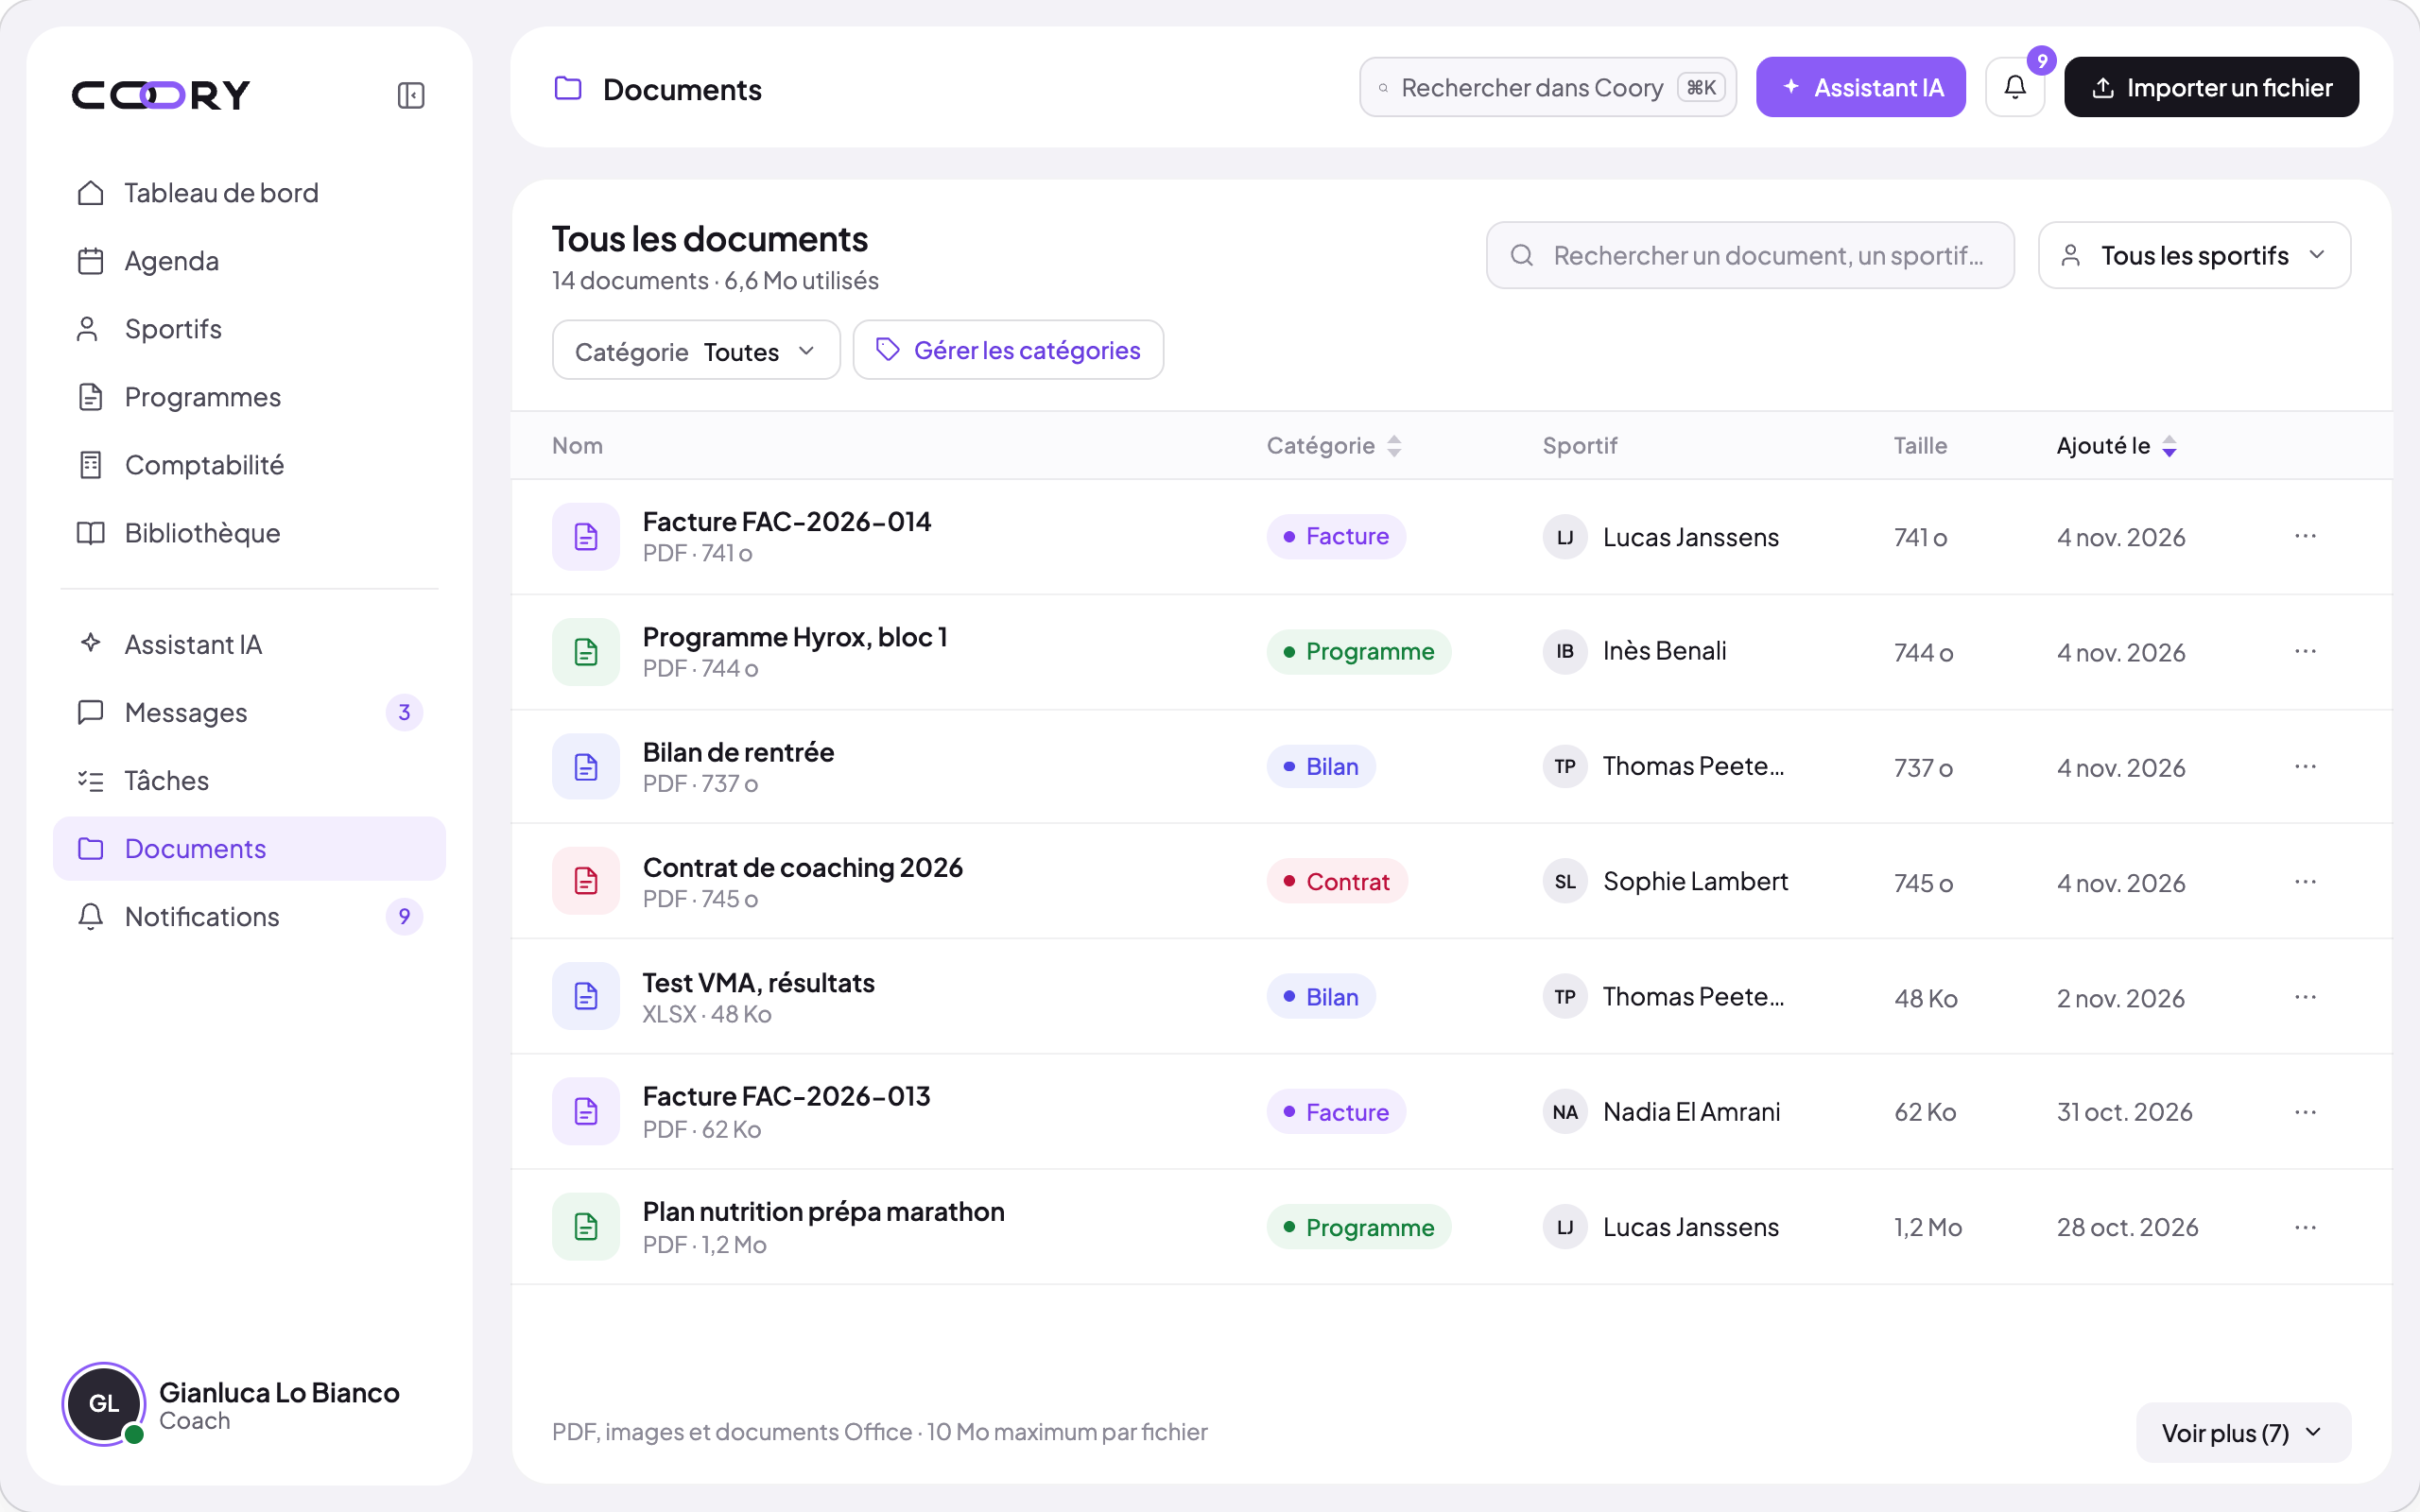 COORY
Tableau de bord
Agenda
Sportifs
Programmes
Comptabilité
Bibliothèque
Assistant IA
Messages 3
Tâches
Documents
Notifications 9
GL
Gianluca Lo Bianco
Coach
Documents
Rechercher dans Coory ⌘K
Assistant IA
9
Importer un fichier
Tous les documents
14 documents · 6,6 Mo utilisés
Rechercher un document, un sportif...
Tous les sportifs
Catégorie Toutes
Gérer les catégories
Nom Catégorie Sportif Taille Ajouté le
Facture FAC-2026-014
PDF · 741 o
Facture LJ Lucas Janssens 741 o 4 nov. 2026 ...
Programme Hyrox, bloc 1
PDF · 744 o
Programme IB Inès Benali 744 o 4 nov. 2026 ...
Bilan de rentrée
PDF · 737 o
Bilan TP Thomas Peete... 737 o 4 nov. 2026 ...
Contrat de coaching 2026
PDF · 745 o
Contrat SL Sophie Lambert 745 o 4 nov. 2026 ...
Test VMA, résultats
XLSX · 48 Ko
Bilan TP Thomas Peete... 48 Ko 2 nov. 2026 ...
Facture FAC-2026-013
PDF · 62 Ko
Facture NA Nadia El Amrani 62 Ko 31 oct. 2026 ...
Plan nutrition prépa marathon
PDF · 1,2 Mo
Programme LJ Lucas Janssens 1,2 Mo 28 oct. 2026 ...
PDF, images et documents Office · 10 Mo maximum par fichier
Voir plus (7)